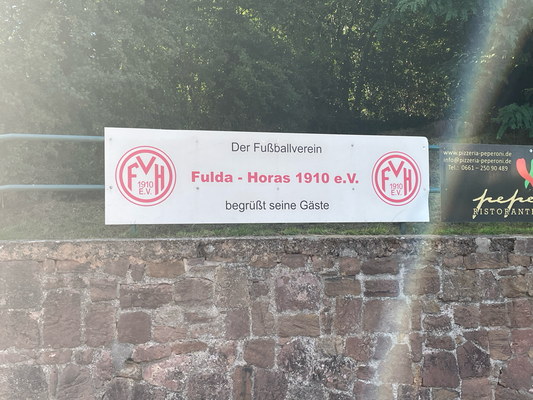 Der Fußballverein
Fulda - Horas 1910 e.V.
begrüßt seine Gäste
FVH
1910
E.V.
FVH
1910
E.V.
www.pizzeria-peperoni.de
info@pizzeria-peperoni.de
Tel.: 0661 - 250 90 489
pepe
RISTORANTE